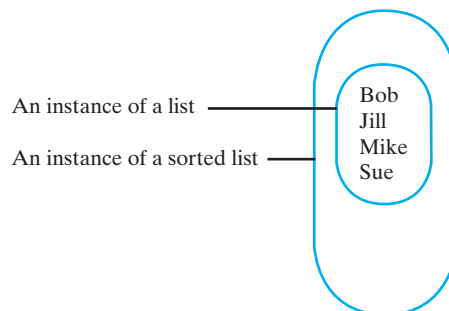 An instance of a list
An instance of a sorted list
Bob
Jill
Mike
Sue